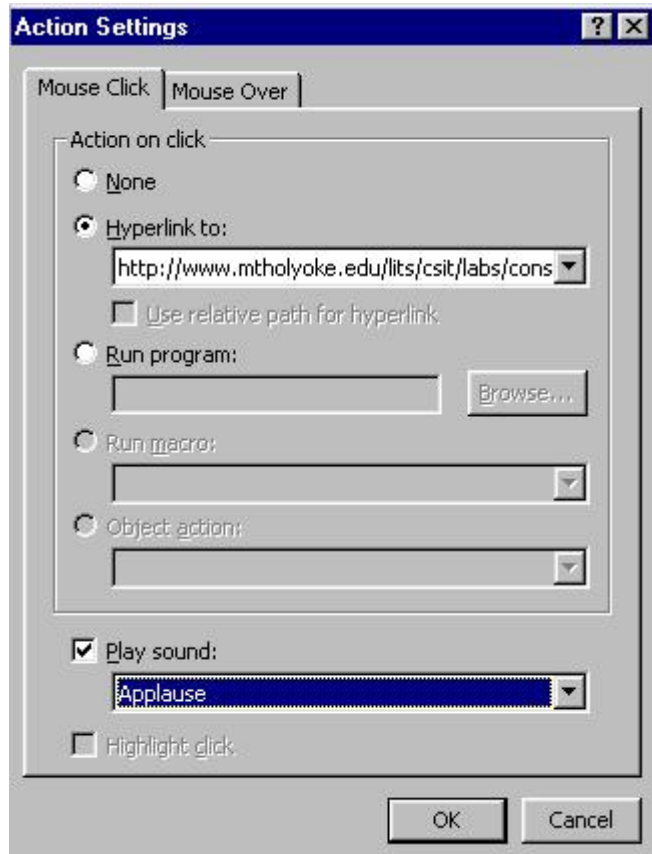 Action Settings
Mouse Click Mouse Over
Action on click
None
Hyperlink to:
http://www.mtholyoke.edu/lits/csit/labs/cons
Use relative path for hyperlink
Run program:
Browse...
Run macro:
Object action:
Play sound:
Applause
Highlight click
OK Cancel